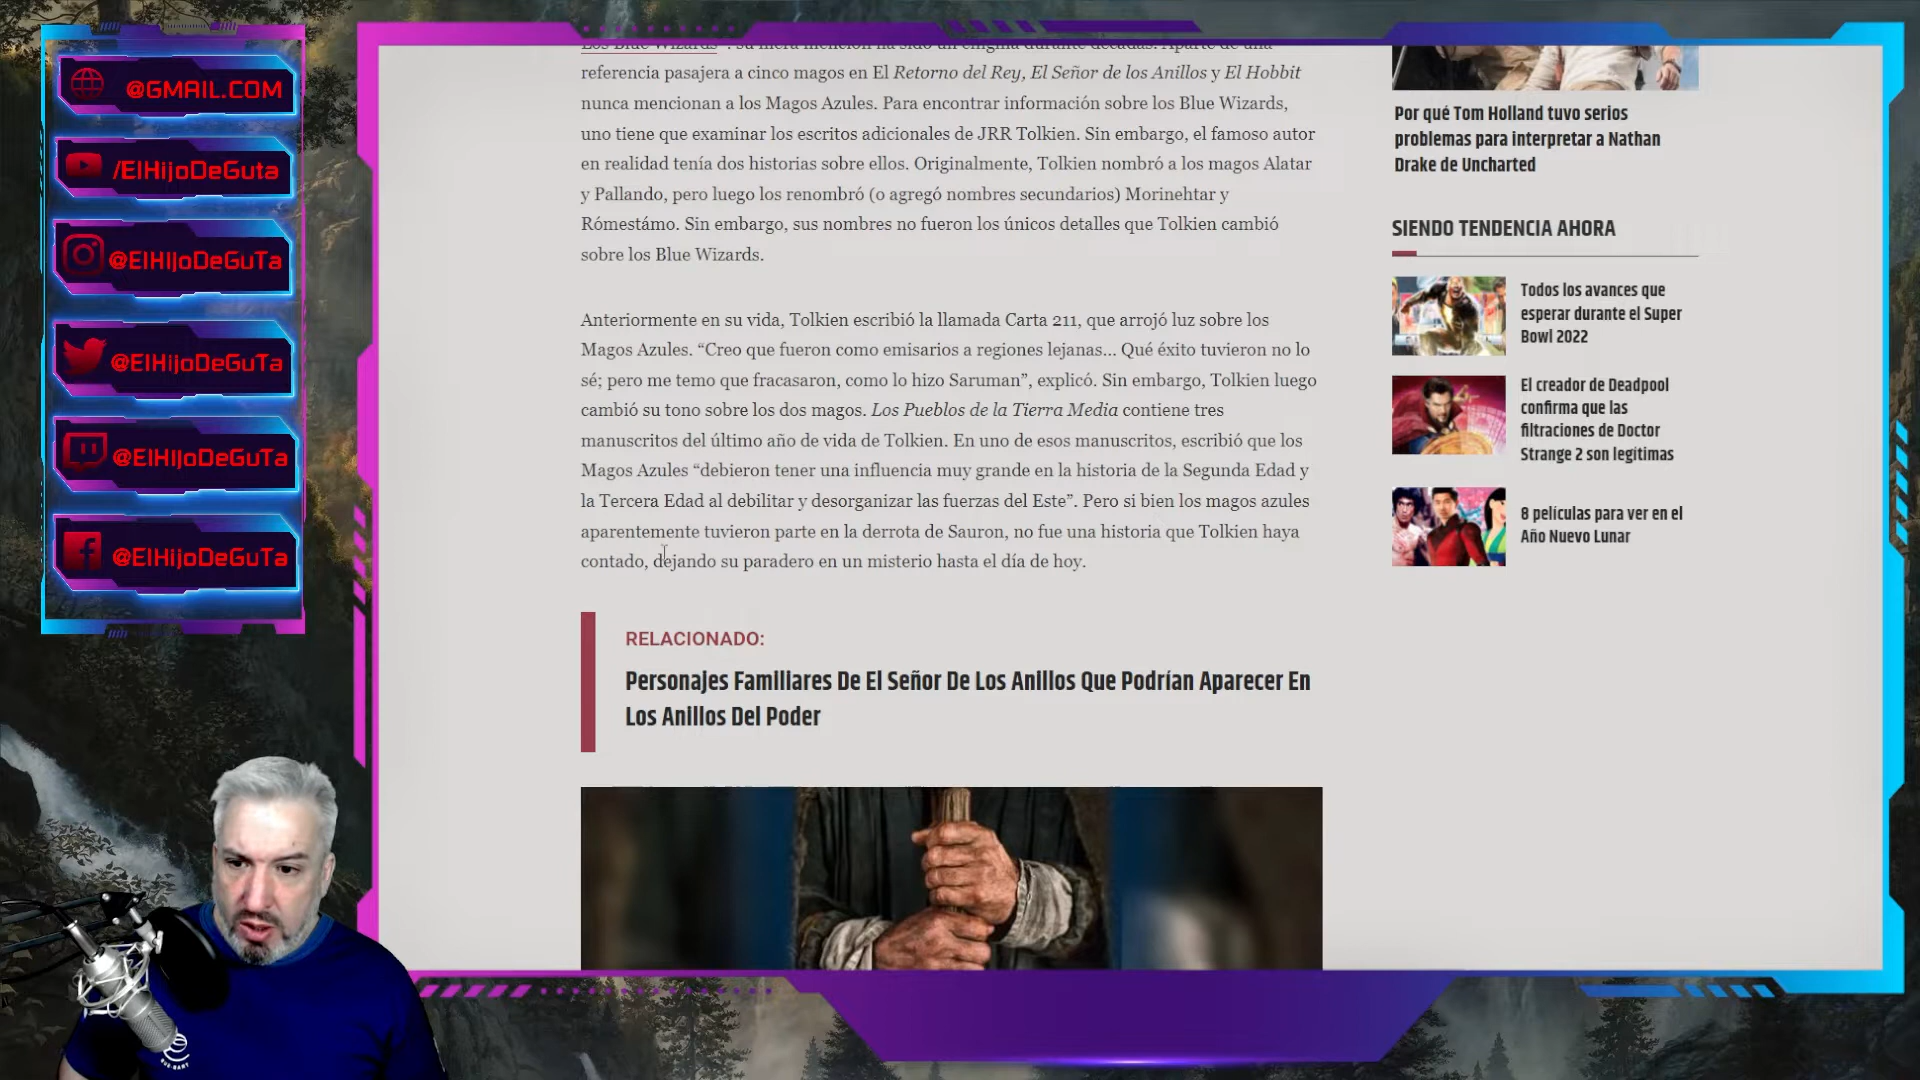 @GMAIL.COM
/ElHijoDeGuta
@ElHIJoDeGuTa
@ElHIJoDeGuTa
@ElHIJoDeGuTa
@ElHIJoDeGuTa
Los Blue Wizards
referencia pasajera a cinco magos en El Retorno del Rey, El Señor de los Anillos y El Hobbit
nunca mencionan a los Magos Azules. Para encontrar información sobre los Blue Wizards,
uno tiene que examinar los escritos adicionales de JRR Tolkien. Sin embargo, el famoso autor
en realidad tenía dos historias sobre ellos. Originalmente, Tolkien nombró a los magos Alatar
y Pallando, pero luego los renombró (o agregó nombres secundarios) Morinehtar y
Rómestámo. Sin embargo, sus nombres no fueron los únicos detalles que Tolkien cambió
sobre los Blue Wizards.
Anteriormente en su vida, Tolkien escribió la llamada Carta 211, que arrojó luz sobre los
Magos Azules. “Creo que fueron como emisarios a regiones lejanas... Qué éxito tuvieron no lo
sé; pero me temo que fracasaron, como lo hizo Saruman”, explicó. Sin embargo, Tolkien luego
cambió su tono sobre los dos magos. Los Pueblos de la Tierra Media contiene tres
manuscritos del último año de vida de Tolkien. En uno de esos manuscritos, escribió que los
Magos Azules “debieron tener una influencia muy grande en la historia de la Segunda Edad y
la Tercera Edad al debilitar y desorganizar las fuerzas del Este”. Pero si bien los magos azules
aparentemente tuvieron parte en la derrota de Sauron, no fue una historia que Tolkien haya
contado, dejando su paradero en un misterio hasta el día de hoy.
RELACIONADO:
Personajes Familiares De El Señor De Los Anillos Que Podrían Aparecer En
Los Anillos Del Poder
Por qué Tom Holland tuvo serios
problemas para interpretar a Nathan
Drake de Uncharted
SIENDO TENDENCIA AHORA
Todos los avances que
esperar durante el Super
Bowl 2022
El creador de Deadpool
confirma que las
filtraciones de Doctor
Strange 2 son legítimas
8 películas para ver en el
Año Nuevo Lunar